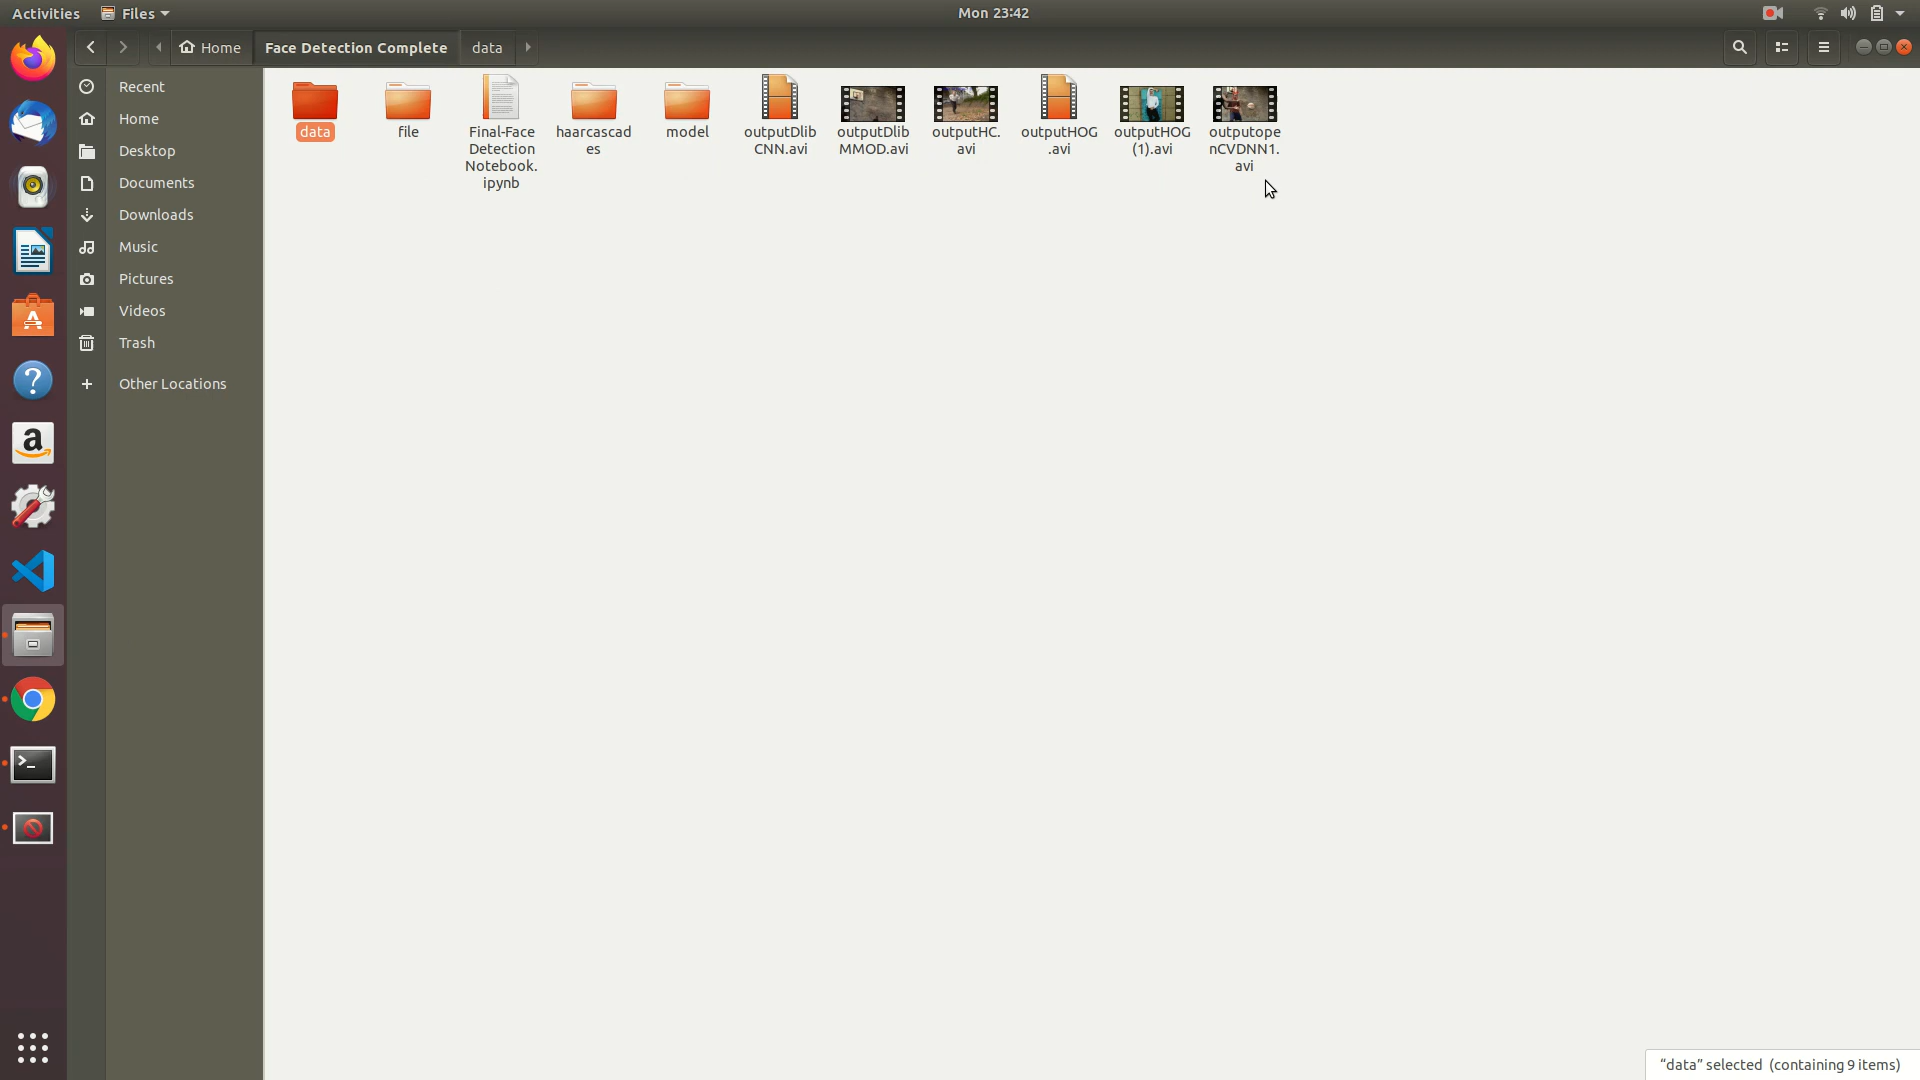 Activities
Files
Mon 23:42
Home
Face Detection Complete
data
Recent
Home
Desktop
Documents
Downloads
Music
Pictures
Videos
Trash
Other Locations
data
file
Final-Face
Detection
Notebook.
ipynb
haarcascad
es
model
outputDlib
CNN.avi
outputDlib
MMOD.avi
outputHC.
avi
outputHOG
.avi
outputHOG
(1).avi
outputope
nCVDNN1.
avi
“data” selected (containing 9 items)